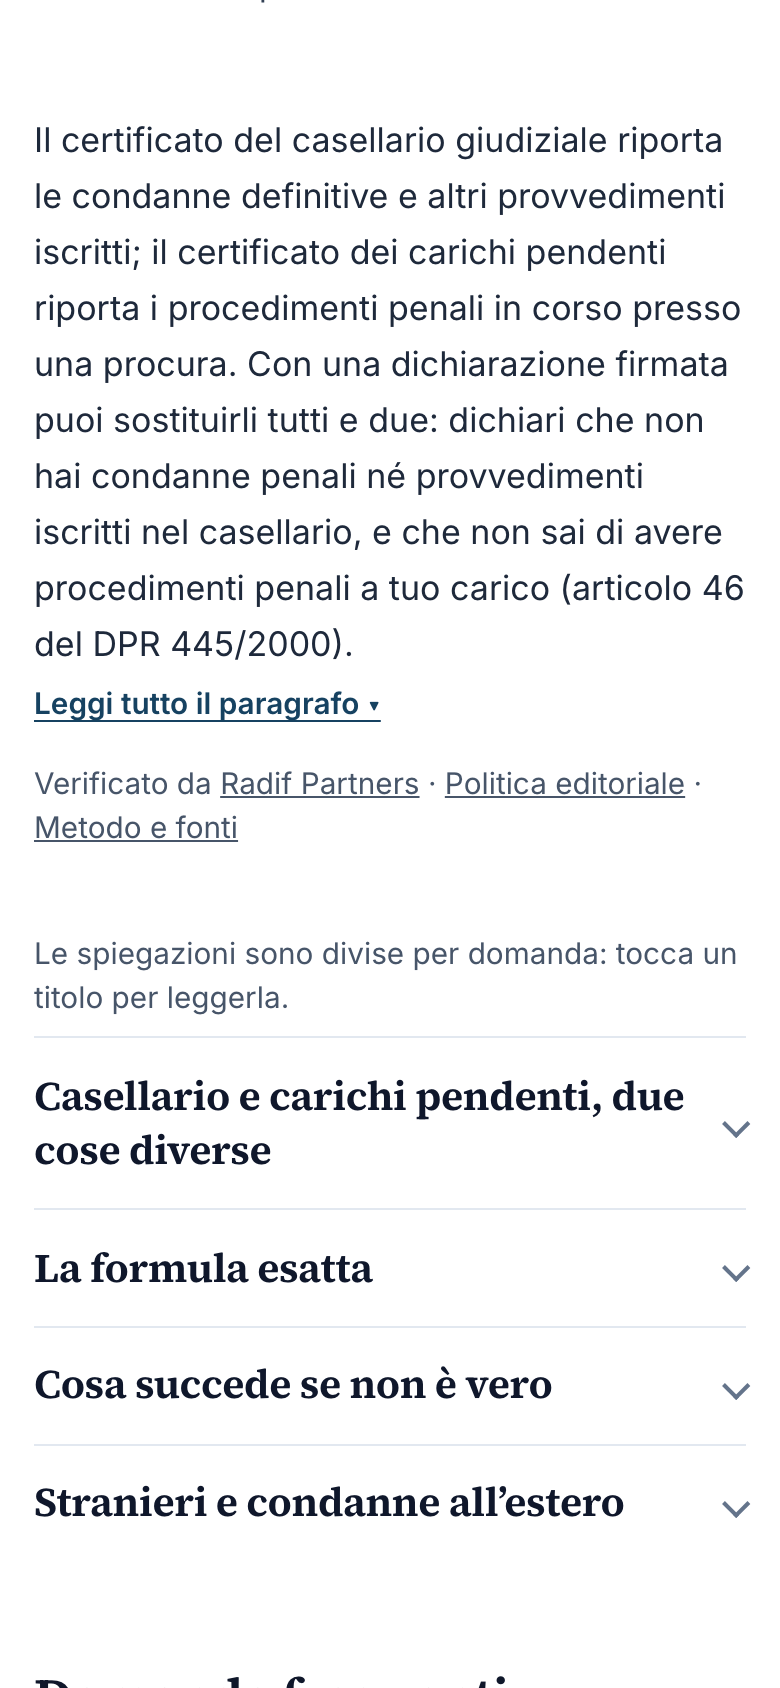 Il certificato del casellario giudiziale riporta
le condanne definitive e altri provvedimenti
iscritti; il certificato dei carichi pendenti
riporta i procedimenti penali in corso presso
una procura. Con una dichiarazione firmata
puoi sostituirli tutti e due: dichiari che non
hai condanne penali né provvedimenti
iscritti nel casellario, e che non sai di avere
procedimenti penali a tuo carico (articolo 46
del DPR 445/2000).
Leggi tutto il paragrafo ▾
Verificato da Radif Partners · Politica editoriale ·
Metodo e fonti
Le spiegazioni sono divise per domanda: tocca un
titolo per leggerla.
Casellario e carichi pendenti, due
cose diverse
La formula esatta
Cosa succede se non è vero
Stranieri e condanne all’estero